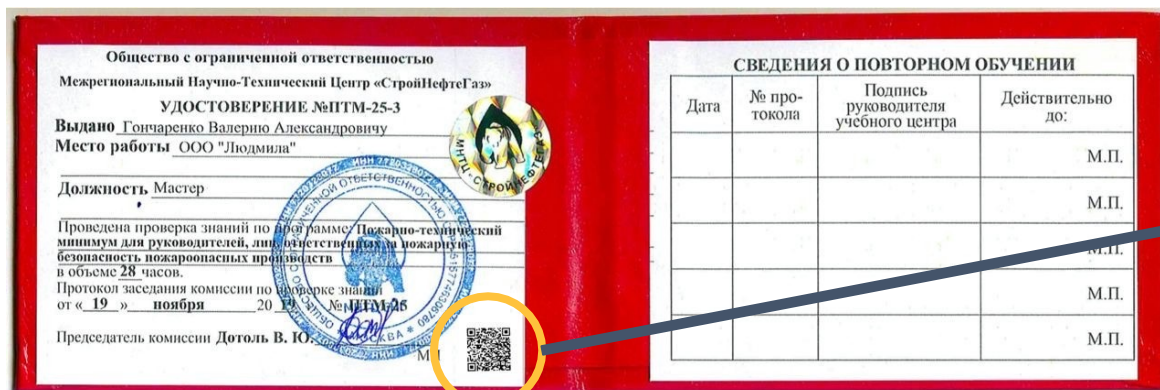 Общество с ограниченной ответственностью
Межрегиональный Научно-Технический Центр «СтройНефтеГаз»
УДОСТОВЕРЕНИЕ №ПТМ-25-3
Выдано Гончаренко Валерию Александровичу
Место работы ООО "Людмила"
Должность Мастер
Проведена проверка знаний по программе: Пожарно-технический
минимум для руководителей, лиц, ответственных за пожарную
безопасность пожароопасных производств
в объеме 28 часов.
Протокол заседания комиссии по проверке знаний
от « 19 » ноября 20 №ПТМ-25
Председатель комиссии Дотоль В. Ю.
МНТЦ - СТРОЙНЕФТЕГАЗ
СВЕДЕНИЯ О ПОВТОРНОМ ОБУЧЕНИИ
Дата
№ про-
токола
Подпись
руководителя
учебного центра
Действительно
до:
М.П.
М.П.
М.П.
М.П.
М.П.